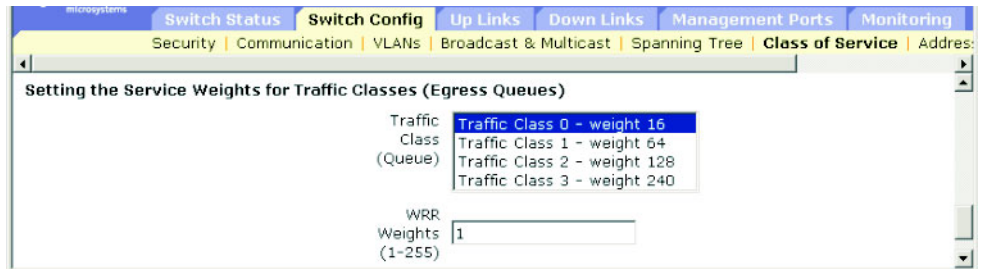 microsystems
Switch Status Switch Config Up Links Down Links Management Ports Monitoring
Security | Communication | VLANs | Broadcast & Multicast | Spanning Tree | Class of Service | Addres
Setting the Service Weights for Traffic Classes (Egress Queues)
Traffic
Class
(Queue)
Traffic Class 0 - weight 16
Traffic Class 1 - weight 64
Traffic Class 2 - weight 128
Traffic Class 3 - weight 240
WRR
Weights
(1-255)
1